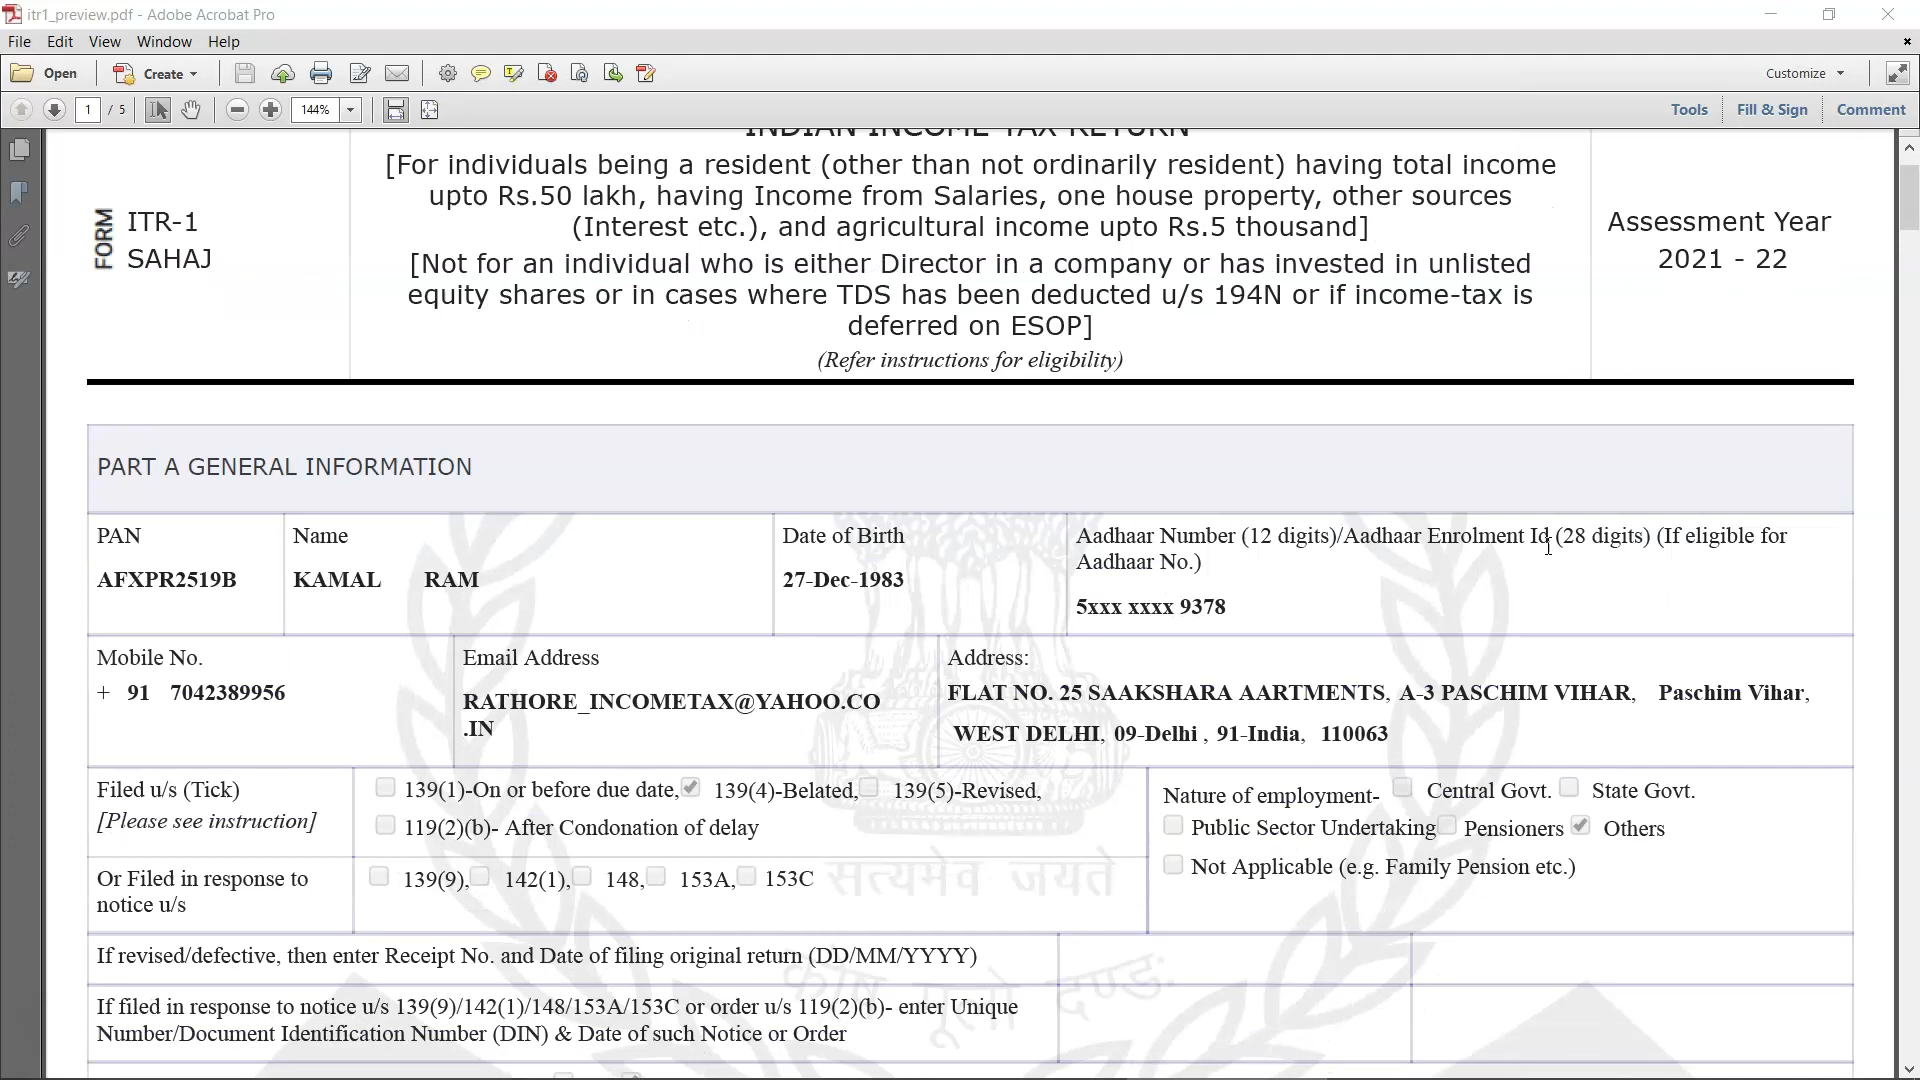 itr1_preview.pdf - Adobe Acrobat Pro
File Edit View Window Help
Open Create Customize
1 / 5 144% Tools Fill & Sign Comment
INDIAN INCOME TAX RETURN
[For individuals being a resident (other than not ordinarily resident) having total income
upto Rs.50 lakh, having Income from Salaries, one house property, other sources
(Interest etc.), and agricultural income upto Rs.5 thousand]
[Not for an individual who is either Director in a company or has invested in unlisted
equity shares or in cases where TDS has been deducted u/s 194N or if income-tax is
deferred on ESOP]
(Refer instructions for eligibility)
FORM
ITR-1
SAHAJ
Assessment Year
2021 - 22
PART A GENERAL INFORMATION
PAN
AFXPR2519B
Name
KAMAL RAM
Date of Birth
27-Dec-1983
Aadhaar Number (12 digits)/Aadhaar Enrolment Id (28 digits) (If eligible for
Aadhaar No.)
5xxx xxxx 9378
Mobile No.
+ 91 7042389956
Email Address
RATHORE_INCOMETAX@YAHOO.CO
.IN
Address:
FLAT NO. 25 SAAKSHARA AARTMENTS, A-3 PASCHIM VIHAR, Paschim Vihar,
WEST DELHI, 09-Delhi , 91-India, 110063
Filed u/s (Tick)
[Please see instruction]
139(1)-On or before due date, 139(4)-Belated, 139(5)-Revised,
119(2)(b)- After Condonation of delay
Nature of employment- Central Govt. State Govt.
Public Sector Undertaking Pensioners Others
Not Applicable (e.g. Family Pension etc.)
Or Filed in response to
notice u/s
139(9), 142(1), 148, 153A, 153C
सत्यमेव जयते
If revised/defective, then enter Receipt No. and Date of filing original return (DD/MM/YYYY)
If filed in response to notice u/s 139(9)/142(1)/148/153A/153C or order u/s 119(2)(b)- enter Unique
Number/Document Identification Number (DIN) & Date of such Notice or Order
कोष मूलो दण्ड: